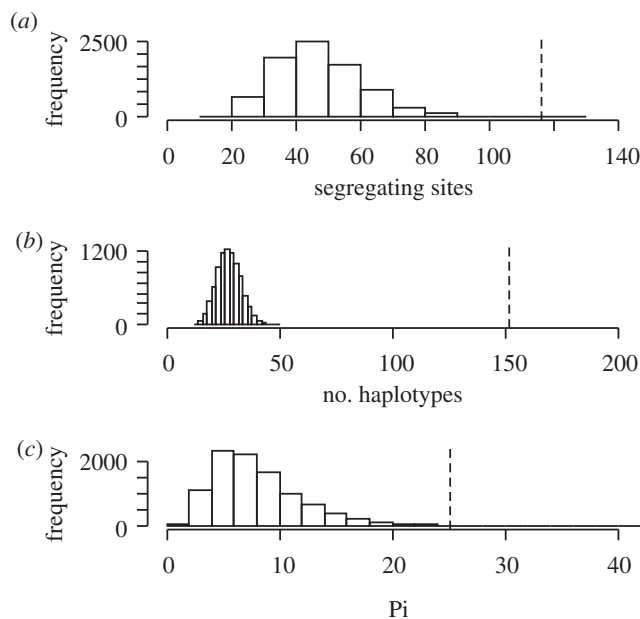 (a)
frequency
2500
0
0 20 40 60 80 100 140
segregating sites
(b)
frequency
1200
0
0 50 100 150 200
no. haplotypes
(c)
frequency
2000
0
0 10 20 30 40
Pi